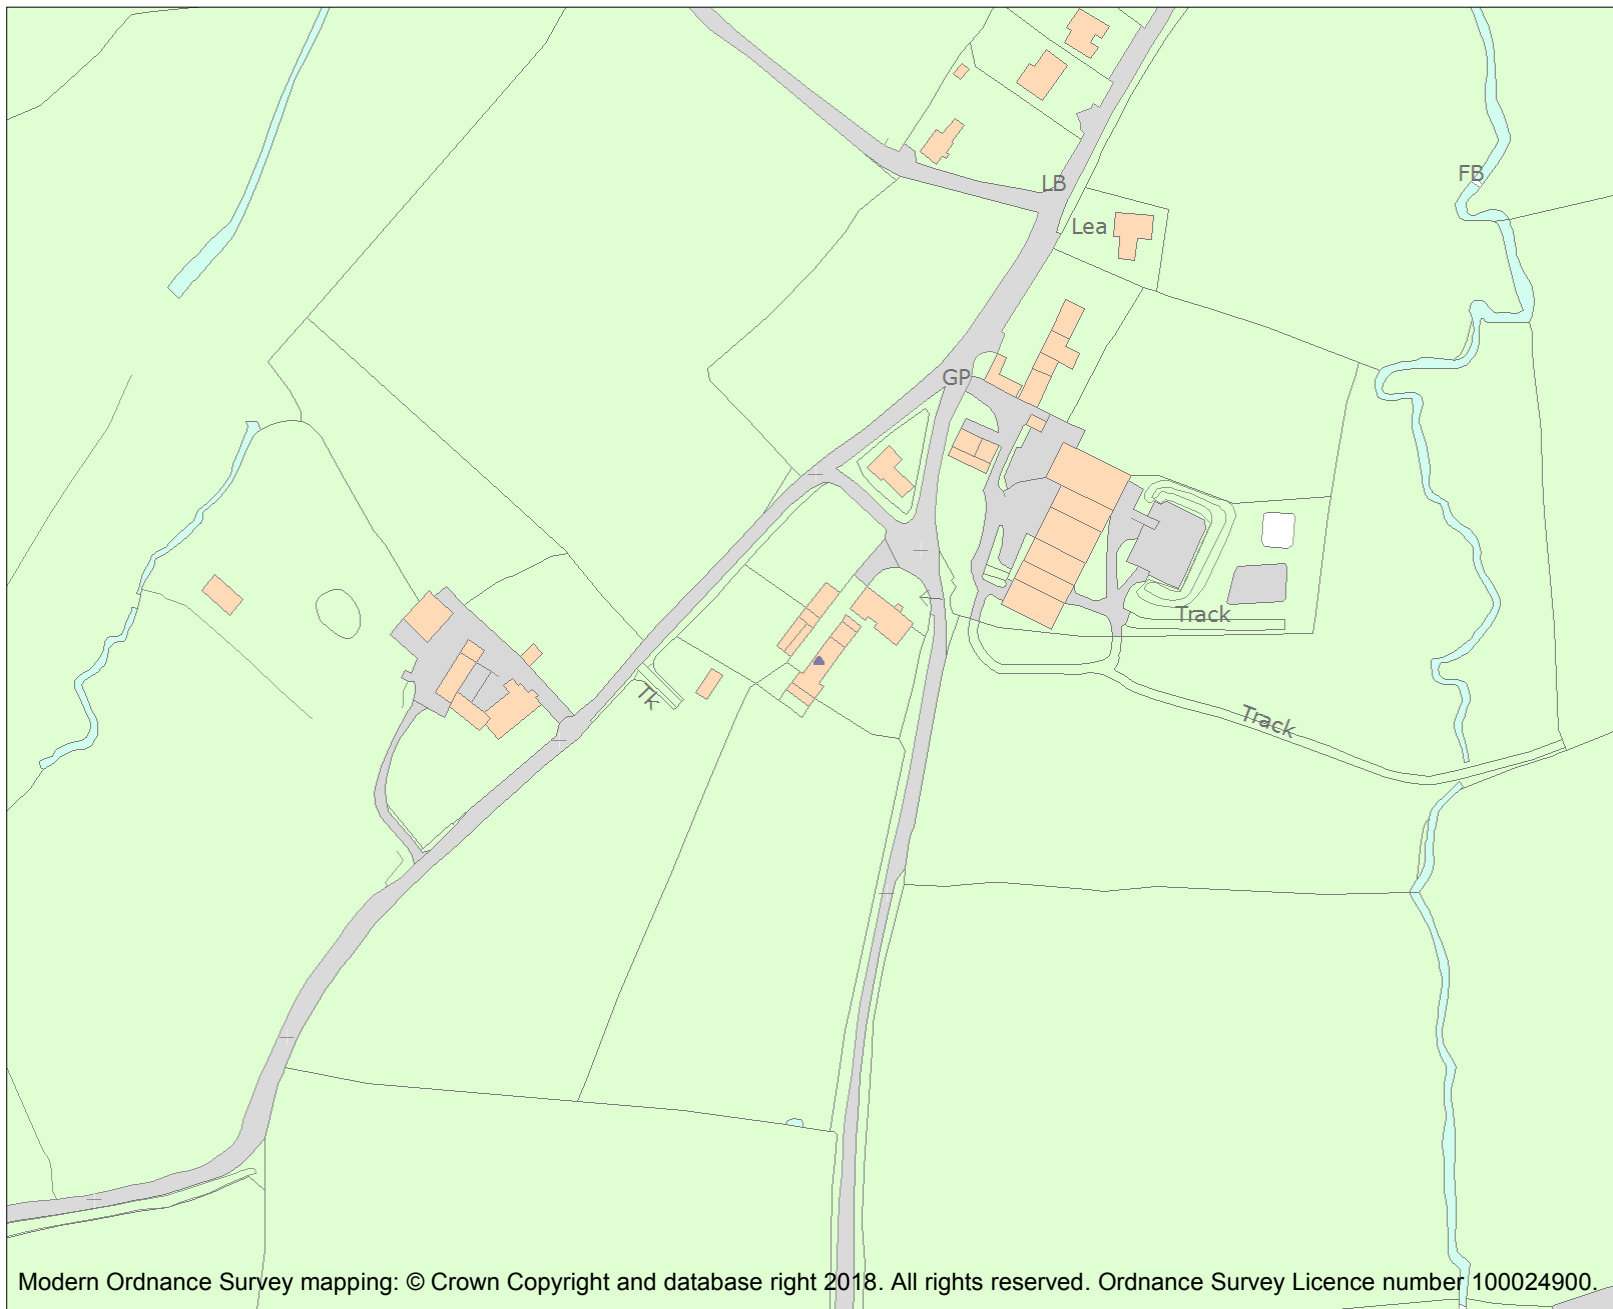 FB
LB
Lea
GP
Track
Tk
Track
Modern Ordnance Survey mapping: © Crown Copyright and database right 2018. All rights reserved. Ordnance Survey Licence number 100024900.